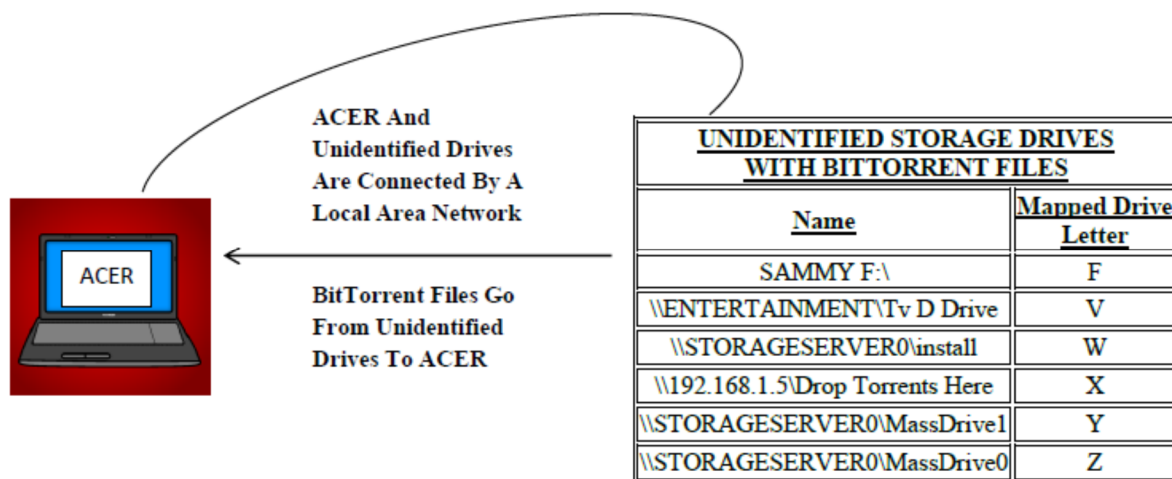 ACER And
Unidentified Drives
Are Connected By A
Local Area Network
BitTorrent Files Go
From Unidentified
Drives To ACER
ACER
UNIDENTIFIED STORAGE DRIVES
WITH BITTORRENT FILES
Name Mapped Drive
Letter
SAMMY F:\ F
\\ENTERTAINMENT\Tv D Drive V
\\STORAGESERVER0\install W
\\192.168.1.5\Drop Torrents Here X
\\STORAGESERVER0\MassDrive1 Y
\\STORAGESERVER0\MassDrive0 Z